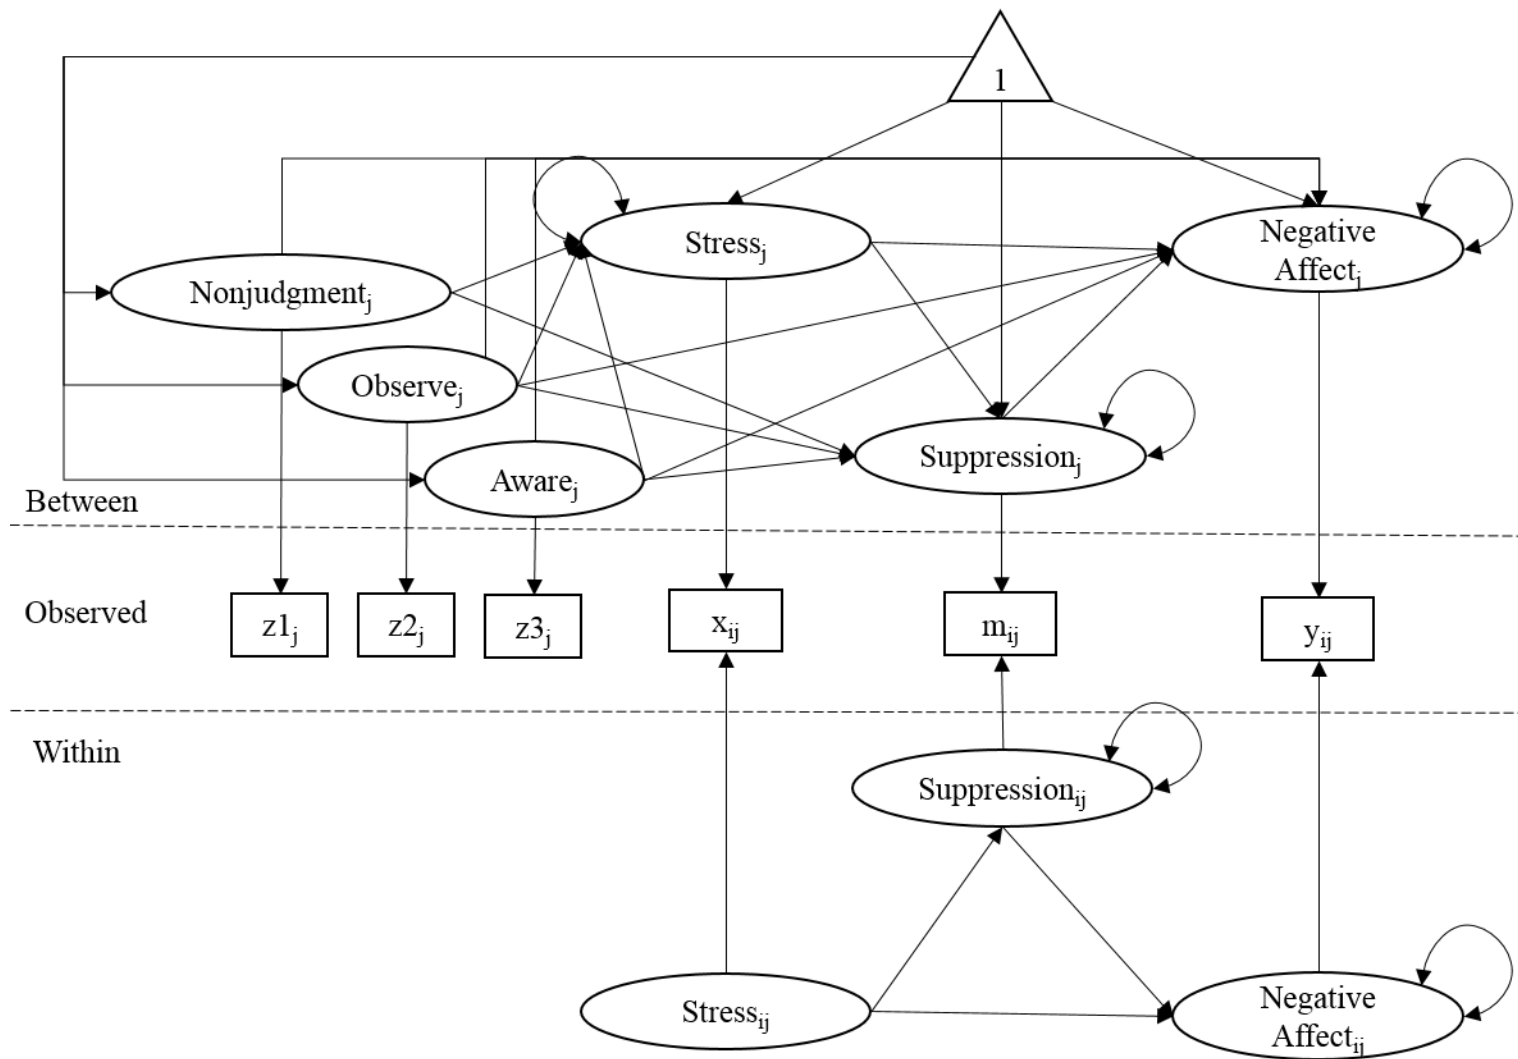 1
Stressj
Negative
Affectj
Nonjudgmentj
Observej
Suppressionj
Awarej
Between
Observed
z1j
z2j
z3j
xij
mij
yij
Within
Suppressionij
Stressij
Negative
Affectij